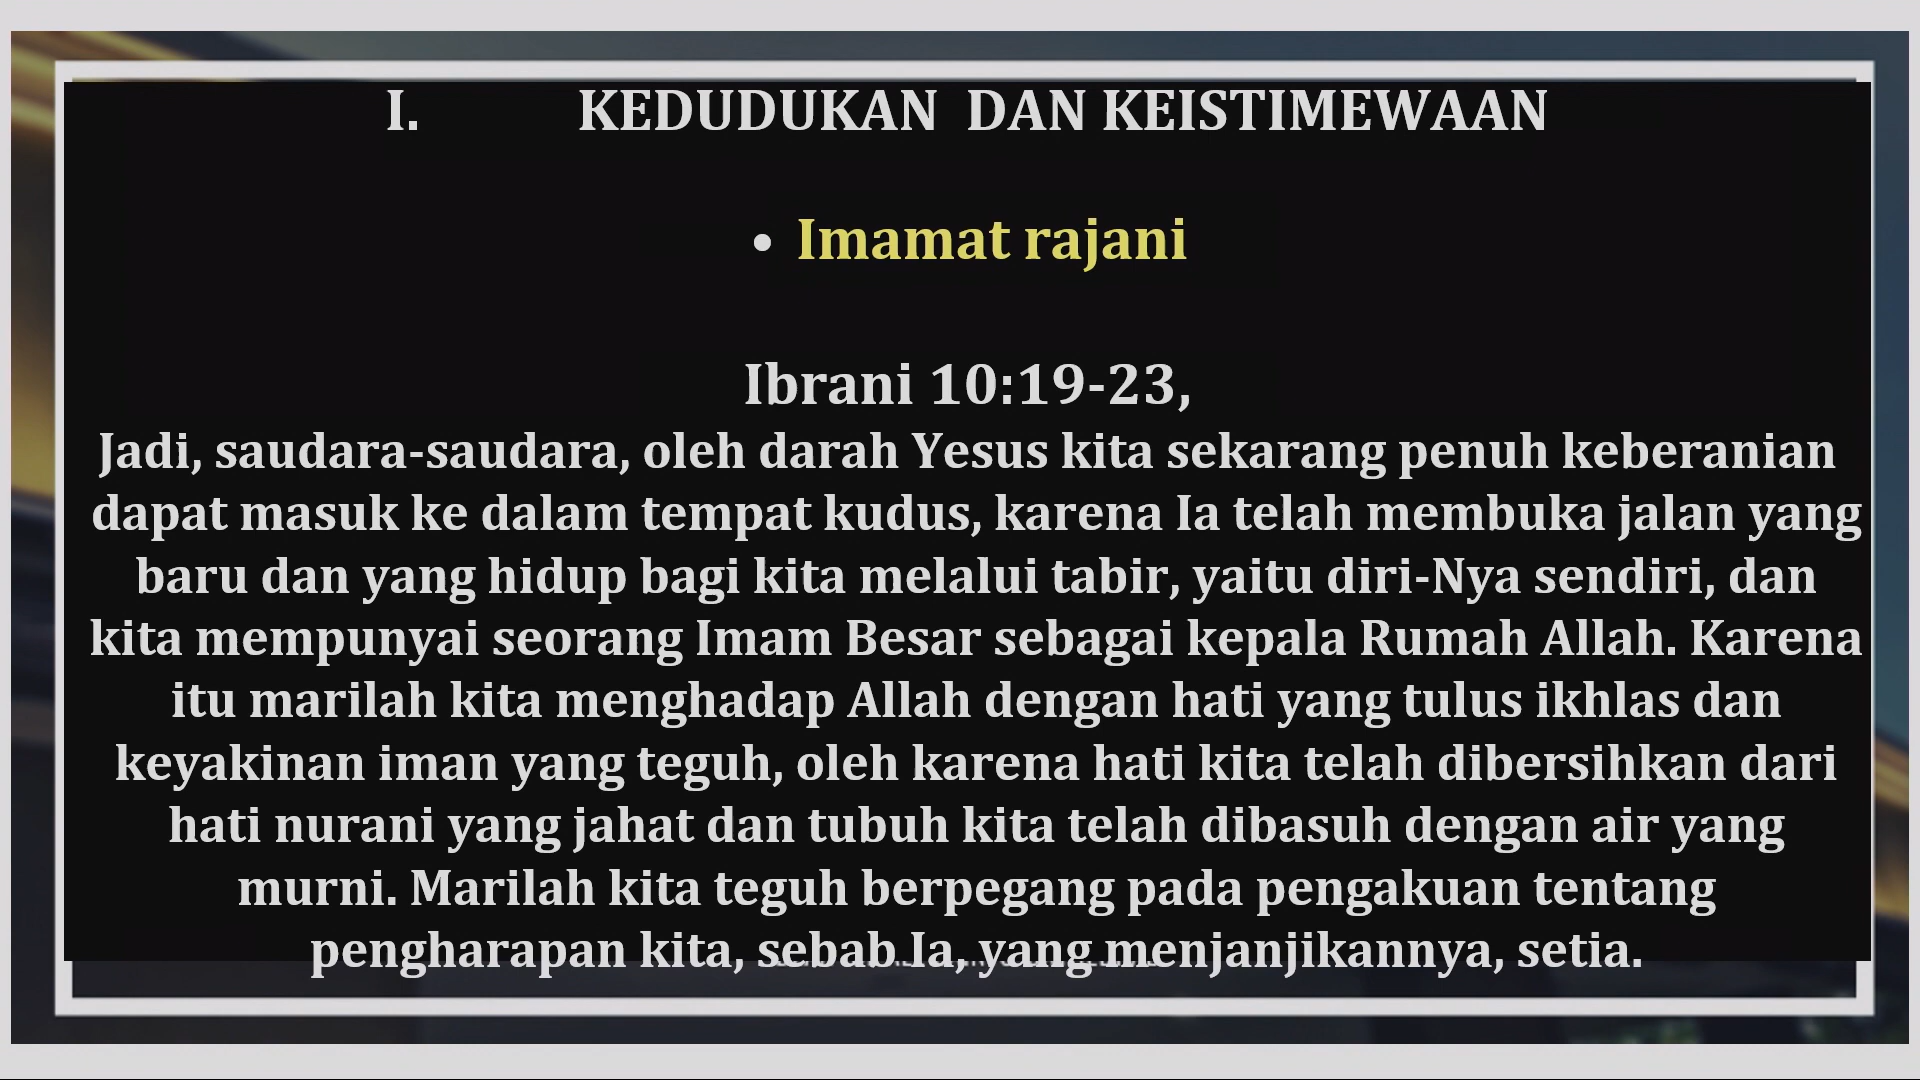 I. KEDUDUKAN DAN KEISTIMEWAAN
• Imamat rajani
Ibrani 10:19-23,
Jadi, saudara-saudara, oleh darah Yesus kita sekarang penuh keberanian
dapat masuk ke dalam tempat kudus, karena Ia telah membuka jalan yang
baru dan yang hidup bagi kita melalui tabir, yaitu diri-Nya sendiri, dan
kita mempunyai seorang Imam Besar sebagai kepala Rumah Allah. Karena
itu marilah kita menghadap Allah dengan hati yang tulus ikhlas dan
keyakinan iman yang teguh, oleh karena hati kita telah dibersihkan dari
hati nurani yang jahat dan tubuh kita telah dibasuh dengan air yang
murni. Marilah kita teguh berpegang pada pengakuan tentang
pengharapan kita, sebab Ia, yang menjanjikannya, setia.